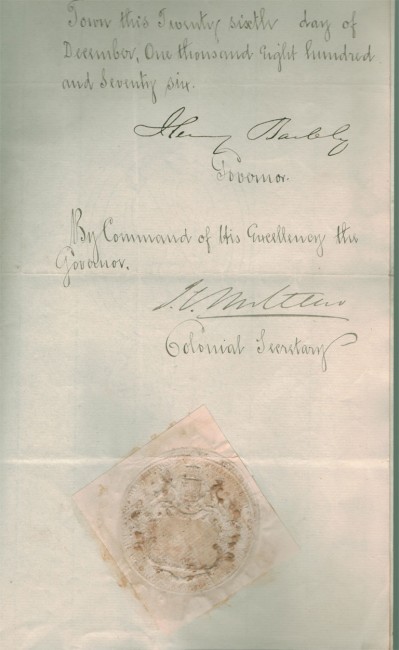 Town this Twenty sixth day of
December, One thousand Eight hundred
and Seventy six.
Henry Barkly
Governor.
By Command of His Excellency the
Governor.
Colonial Secretary